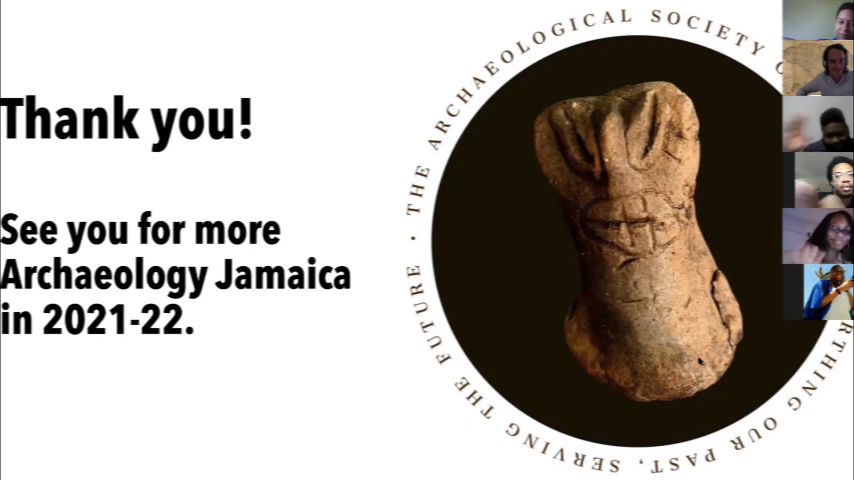 Thank you!
See you for more
Archaeology Jamaica
in 2021-22.
THE ARCHAEOLOGICAL SOCIETY
OUR PAST, SERVING THE FUTURE ·